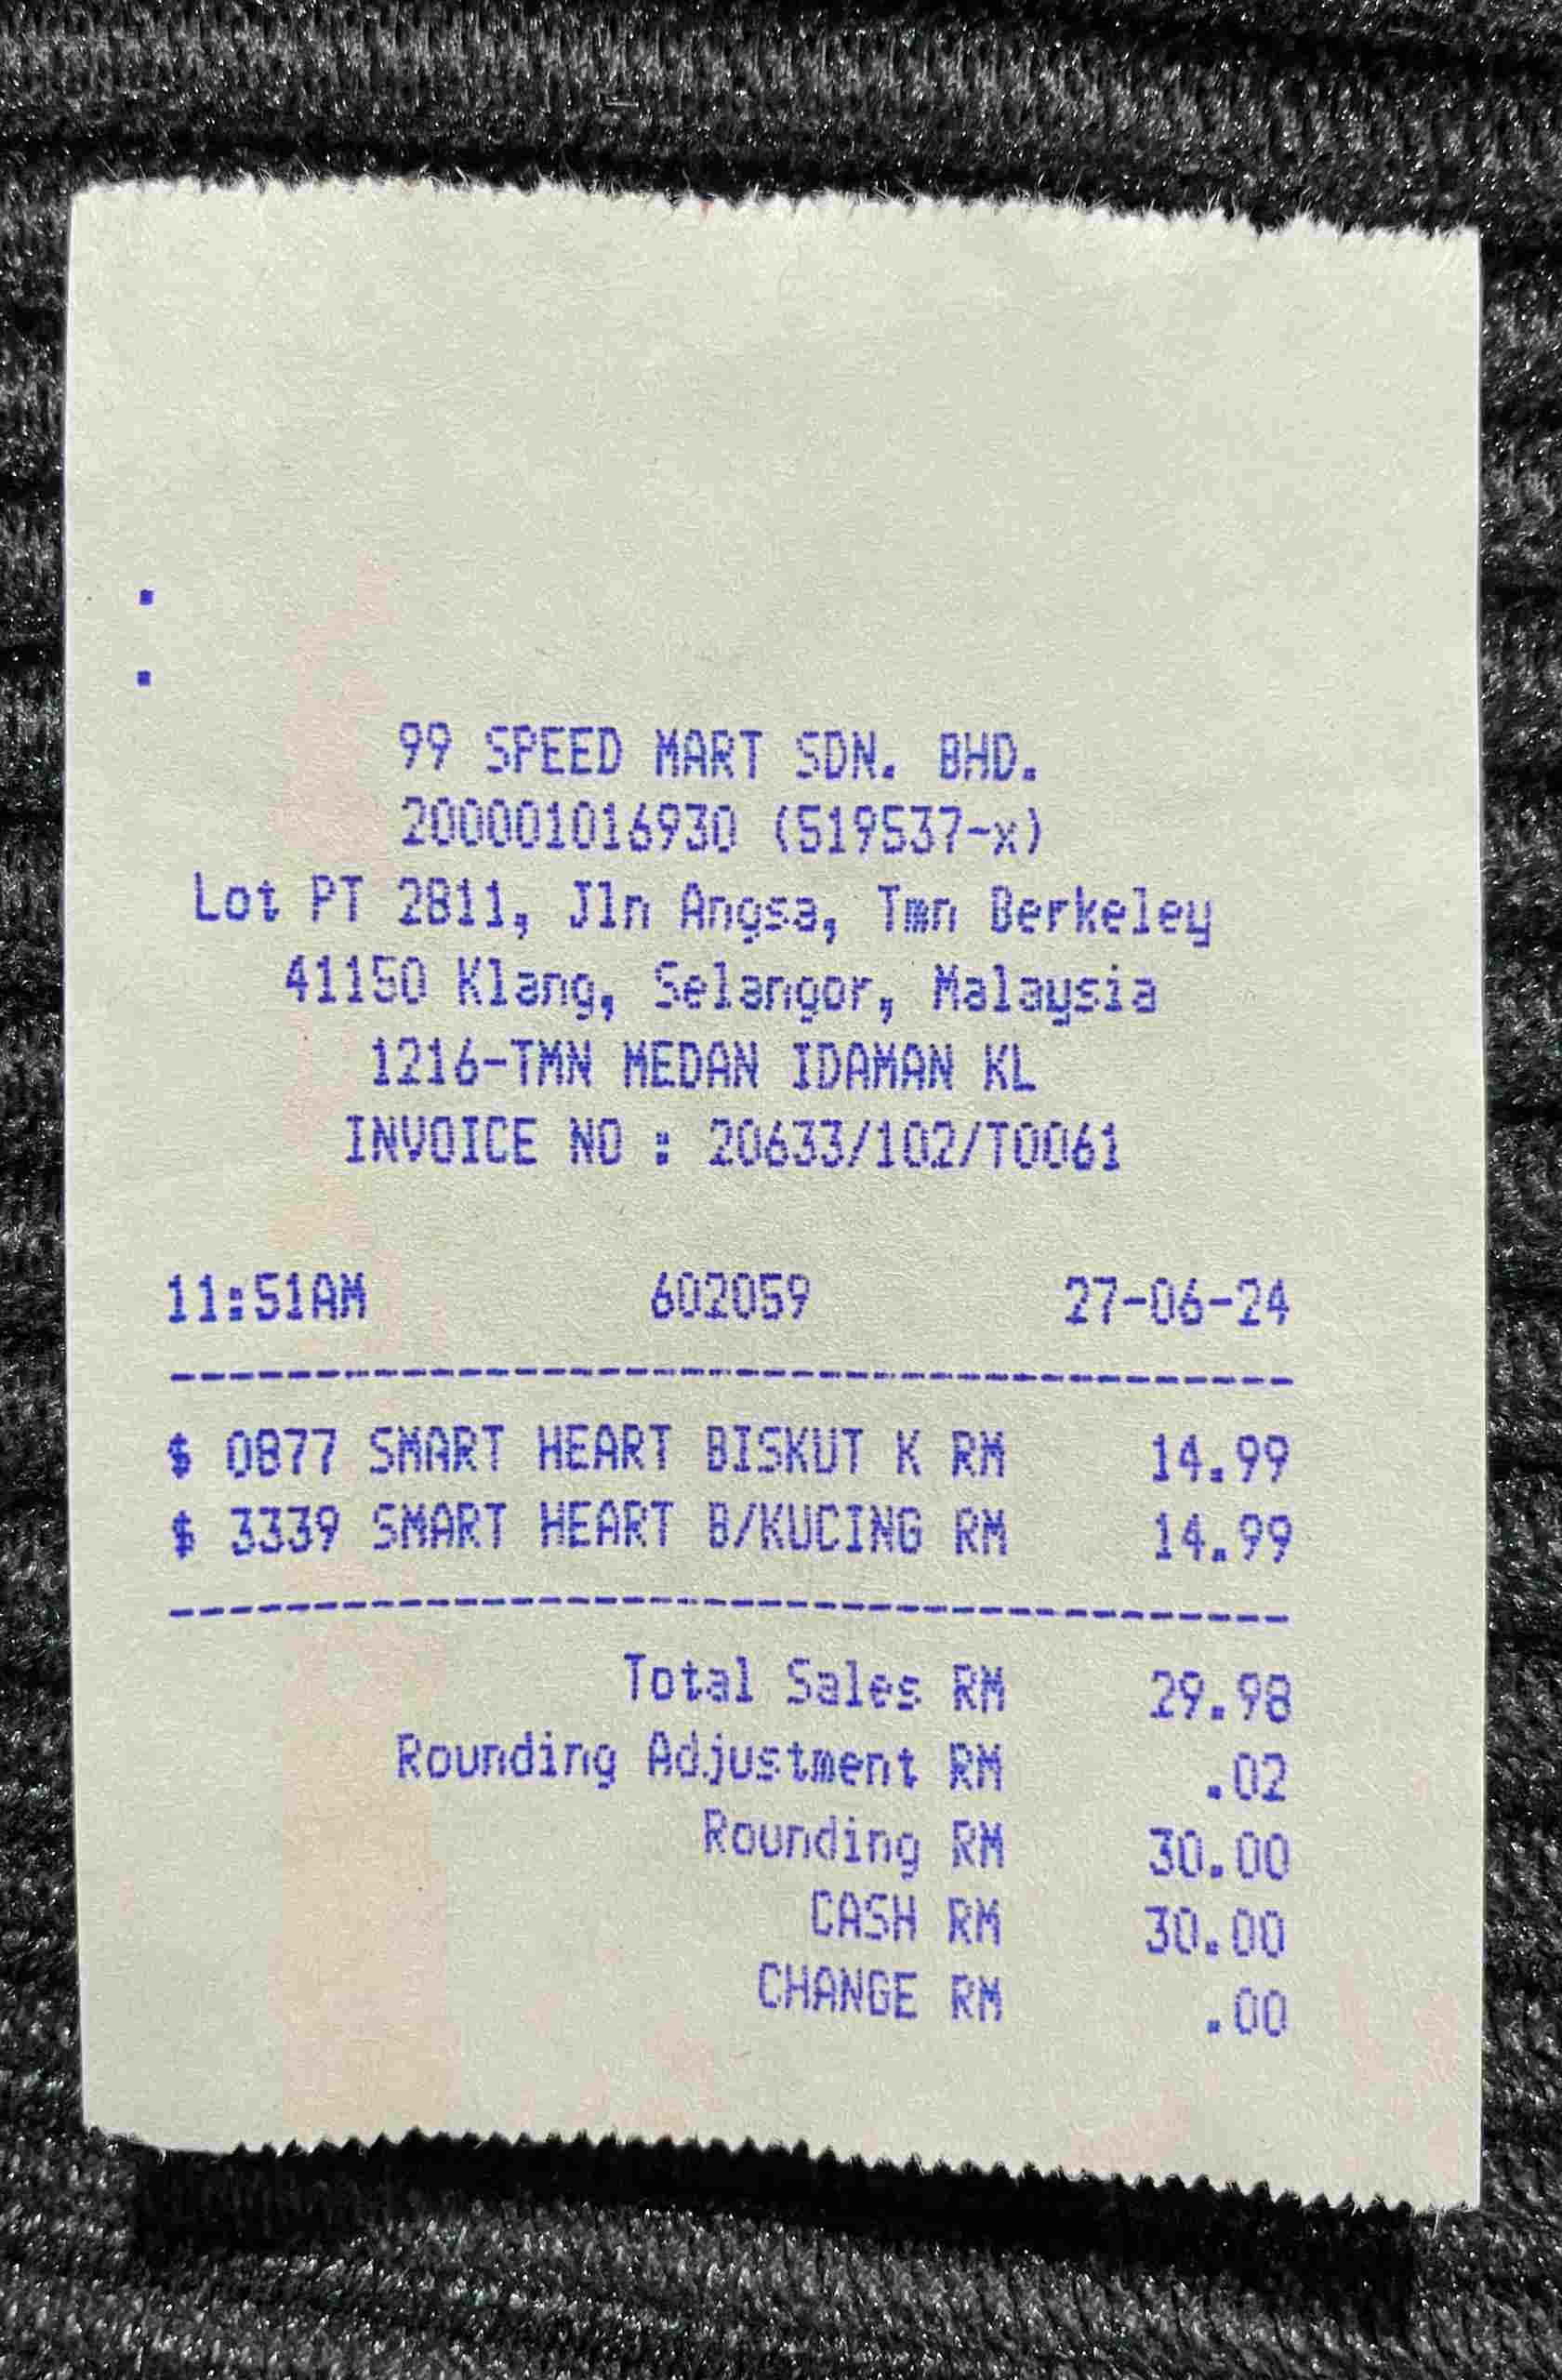 99 SPEED MART SDN. BHD.
200001016930 (519537-x)
Lot PT 2811, Jln Angsa, Tmn Berkeley
41150 Klang, Selangor, Malaysia
1216-TMN MEDAN IDAMAN KL
INVOICE NO : 20633/102/T0061
11:51AM 602059 27-06-24
$ 0877 SMART HEART BISKUT K RM 14.99
$ 3339 SMART HEART B/KUCING RM 14.99
Total Sales RM 29.98
Rounding Adjustment RM .02
Rounding RM 30.00
CASH RM 30.00
CHANGE RM .00